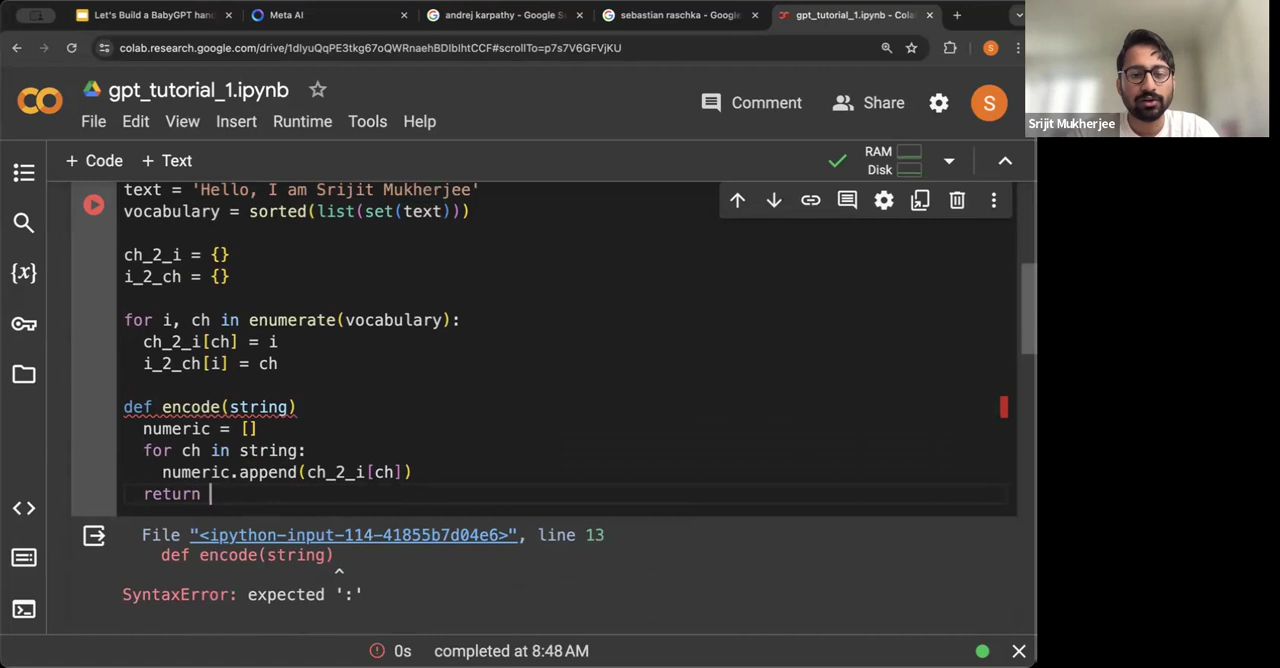 Let's Build a BabyGPT han
Meta AI
andrej karpathy - Google S
sebastian raschka - Google
gpt_tutorial_1.ipynb - Cola
colab.research.google.com/drive/1dIyuQqPE3tkg67oQWRnaehBDIbIhtCCF#scrollTo=p7s7V6GFVjKU
S
gpt_tutorial_1.ipynb
Comment
Share
S
File Edit View Insert Runtime Tools Help
Srijit Mukherjee
+ Code + Text
RAM
Disk
text = 'Hello, I am Srijit Mukherjee'
vocabulary = sorted(list(set(text)))
ch_2_i = {}
i_2_ch = {}
for i, ch in enumerate(vocabulary):
ch_2_i[ch] = i
i_2_ch[i] = ch
def encode(string)
numeric = []
for ch in string:
numeric.append(ch_2_i[ch])
return
File "<ipython-input-114-41855b7d04e6>", line 13
def encode(string)
^
SyntaxError: expected ':'
0s completed at 8:48 AM